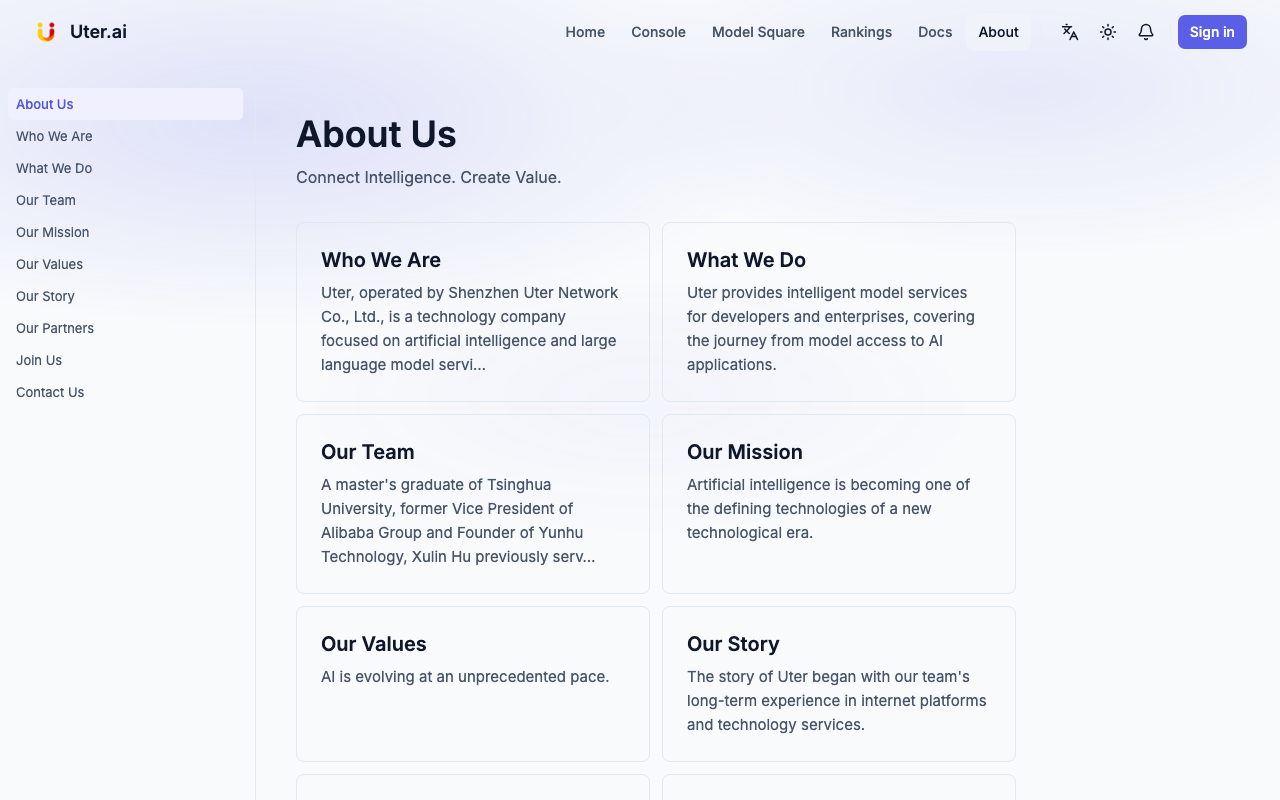 Uter.ai
Home
Console
Model Square
Rankings
Docs
About
Sign in
About Us
Who We Are
What We Do
Our Team
Our Mission
Our Values
Our Story
Our Partners
Join Us
Contact Us
About Us
Connect Intelligence. Create Value.
Who We Are
Uter, operated by Shenzhen Uter Network
Co., Ltd., is a technology company
focused on artificial intelligence and large
language model servi...
What We Do
Uter provides intelligent model services
for developers and enterprises, covering
the journey from model access to AI
applications.
Our Team
A master's graduate of Tsinghua
University, former Vice President of
Alibaba Group and Founder of Yunhu
Technology, Xulin Hu previously serv...
Our Mission
Artificial intelligence is becoming one of
the defining technologies of a new
technological era.
Our Values
AI is evolving at an unprecedented pace.
Our Story
The story of Uter began with our team's
long-term experience in internet platforms
and technology services.